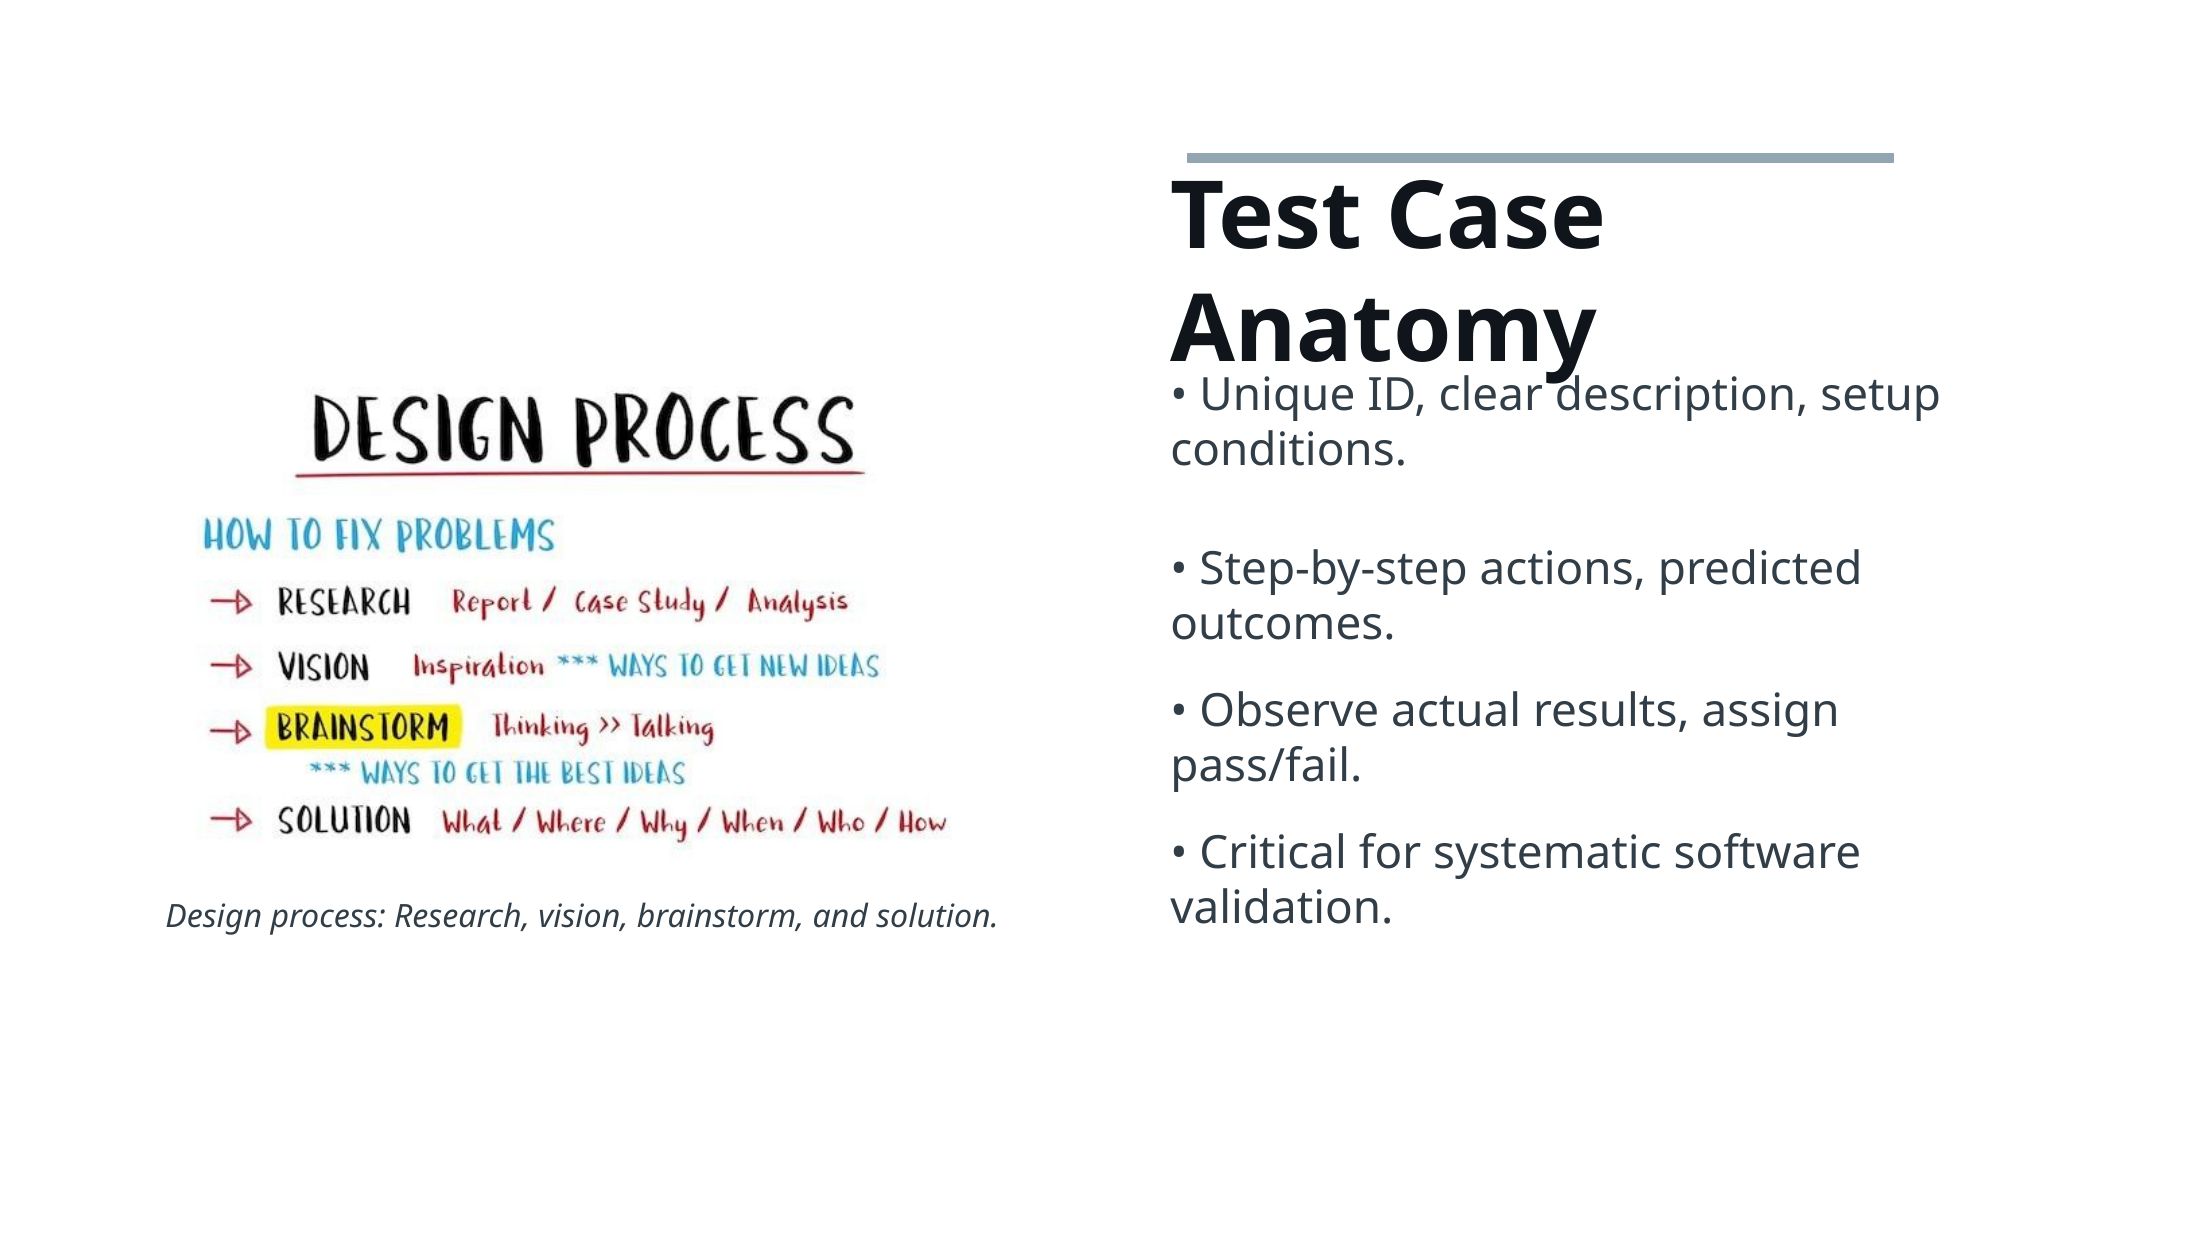 DESIGN PROCESS
HOW TO FIX PROBLEMS
RESEARCH Report / Case Study / Analysis
VISION Inspiration *** WAYS TO GET NEW IDEAS
BRAINSTORM Thinking >> Talking
*** WAYS TO GET THE BEST IDEAS
SOLUTION What / Where / Why / When / Who / How
Design process: Research, vision, brainstorm, and solution.
Test Case
Anatomy
• Unique ID, clear description, setup
conditions.
• Step-by-step actions, predicted
outcomes.
• Observe actual results, assign
pass/fail.
• Critical for systematic software
validation.